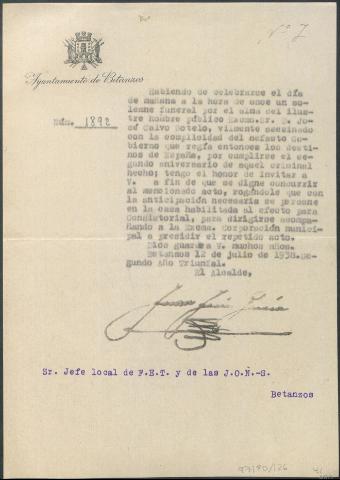 Nº 7
Ayuntamiento de Betanzos
Núm. 1892
Habiendo de celebrarse el día
de mañana a la hora de once un so-
lemne funeral por el alma del ilus-
tre hombre público Excmo. Sr. D. Jo-
sé Calvo Sotelo, vilmente asesinado
con la complicidad del nefasto Go-
bierno que regía entonces los desti-
nos de España, por cumplirse el se-
gundo aniversario de aquel criminal
hecho; tengo el honor de invitar a
V. a fin de que se digne concurrir
al mencionado acto, rogándole que con
la anticipación necesaria se persone
en la casa habilitada al efecto para
Consistorial, para dirigirse acompa-
ñando a la Excma. Corporación munici-
pal a presidir el repetido acto.
Dios guarde a V. muchos años.
Betanzos 12 de julio de 1938.Se-
gundo Año Triunfal.
El Alcalde,
Sr. Jefe local de F.E.T. y de las J.O.N.-S.
Betanzos